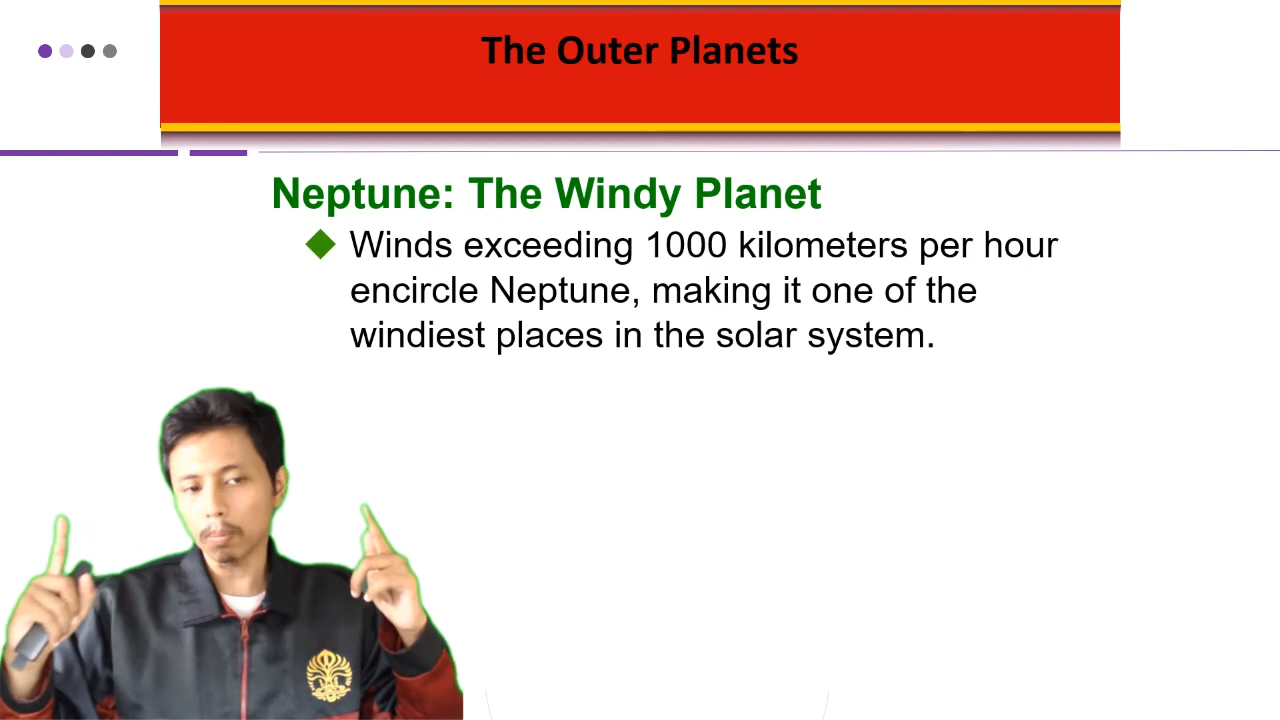 The Outer Planets
Neptune: The Windy Planet
Winds exceeding 1000 kilometers per hour
encircle Neptune, making it one of the
windiest places in the solar system.